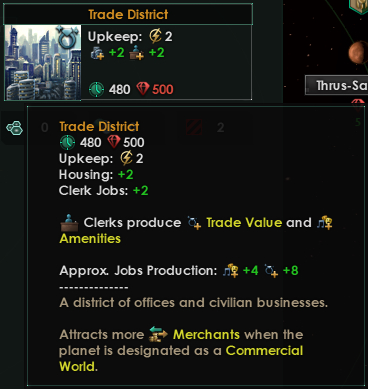 Trade District
Upkeep: 2
+2 +2
480 500
Thrus-Sa
0 2 5
Trade District
480 500
Upkeep: 2
Housing: +2
Clerk Jobs: +2
Clerks produce Trade Value and
Amenities
Approx. Jobs Production: +4 +8
--------------
A district of offices and civilian businesses.
Attracts more Merchants when the
planet is designated as a Commercial
World.